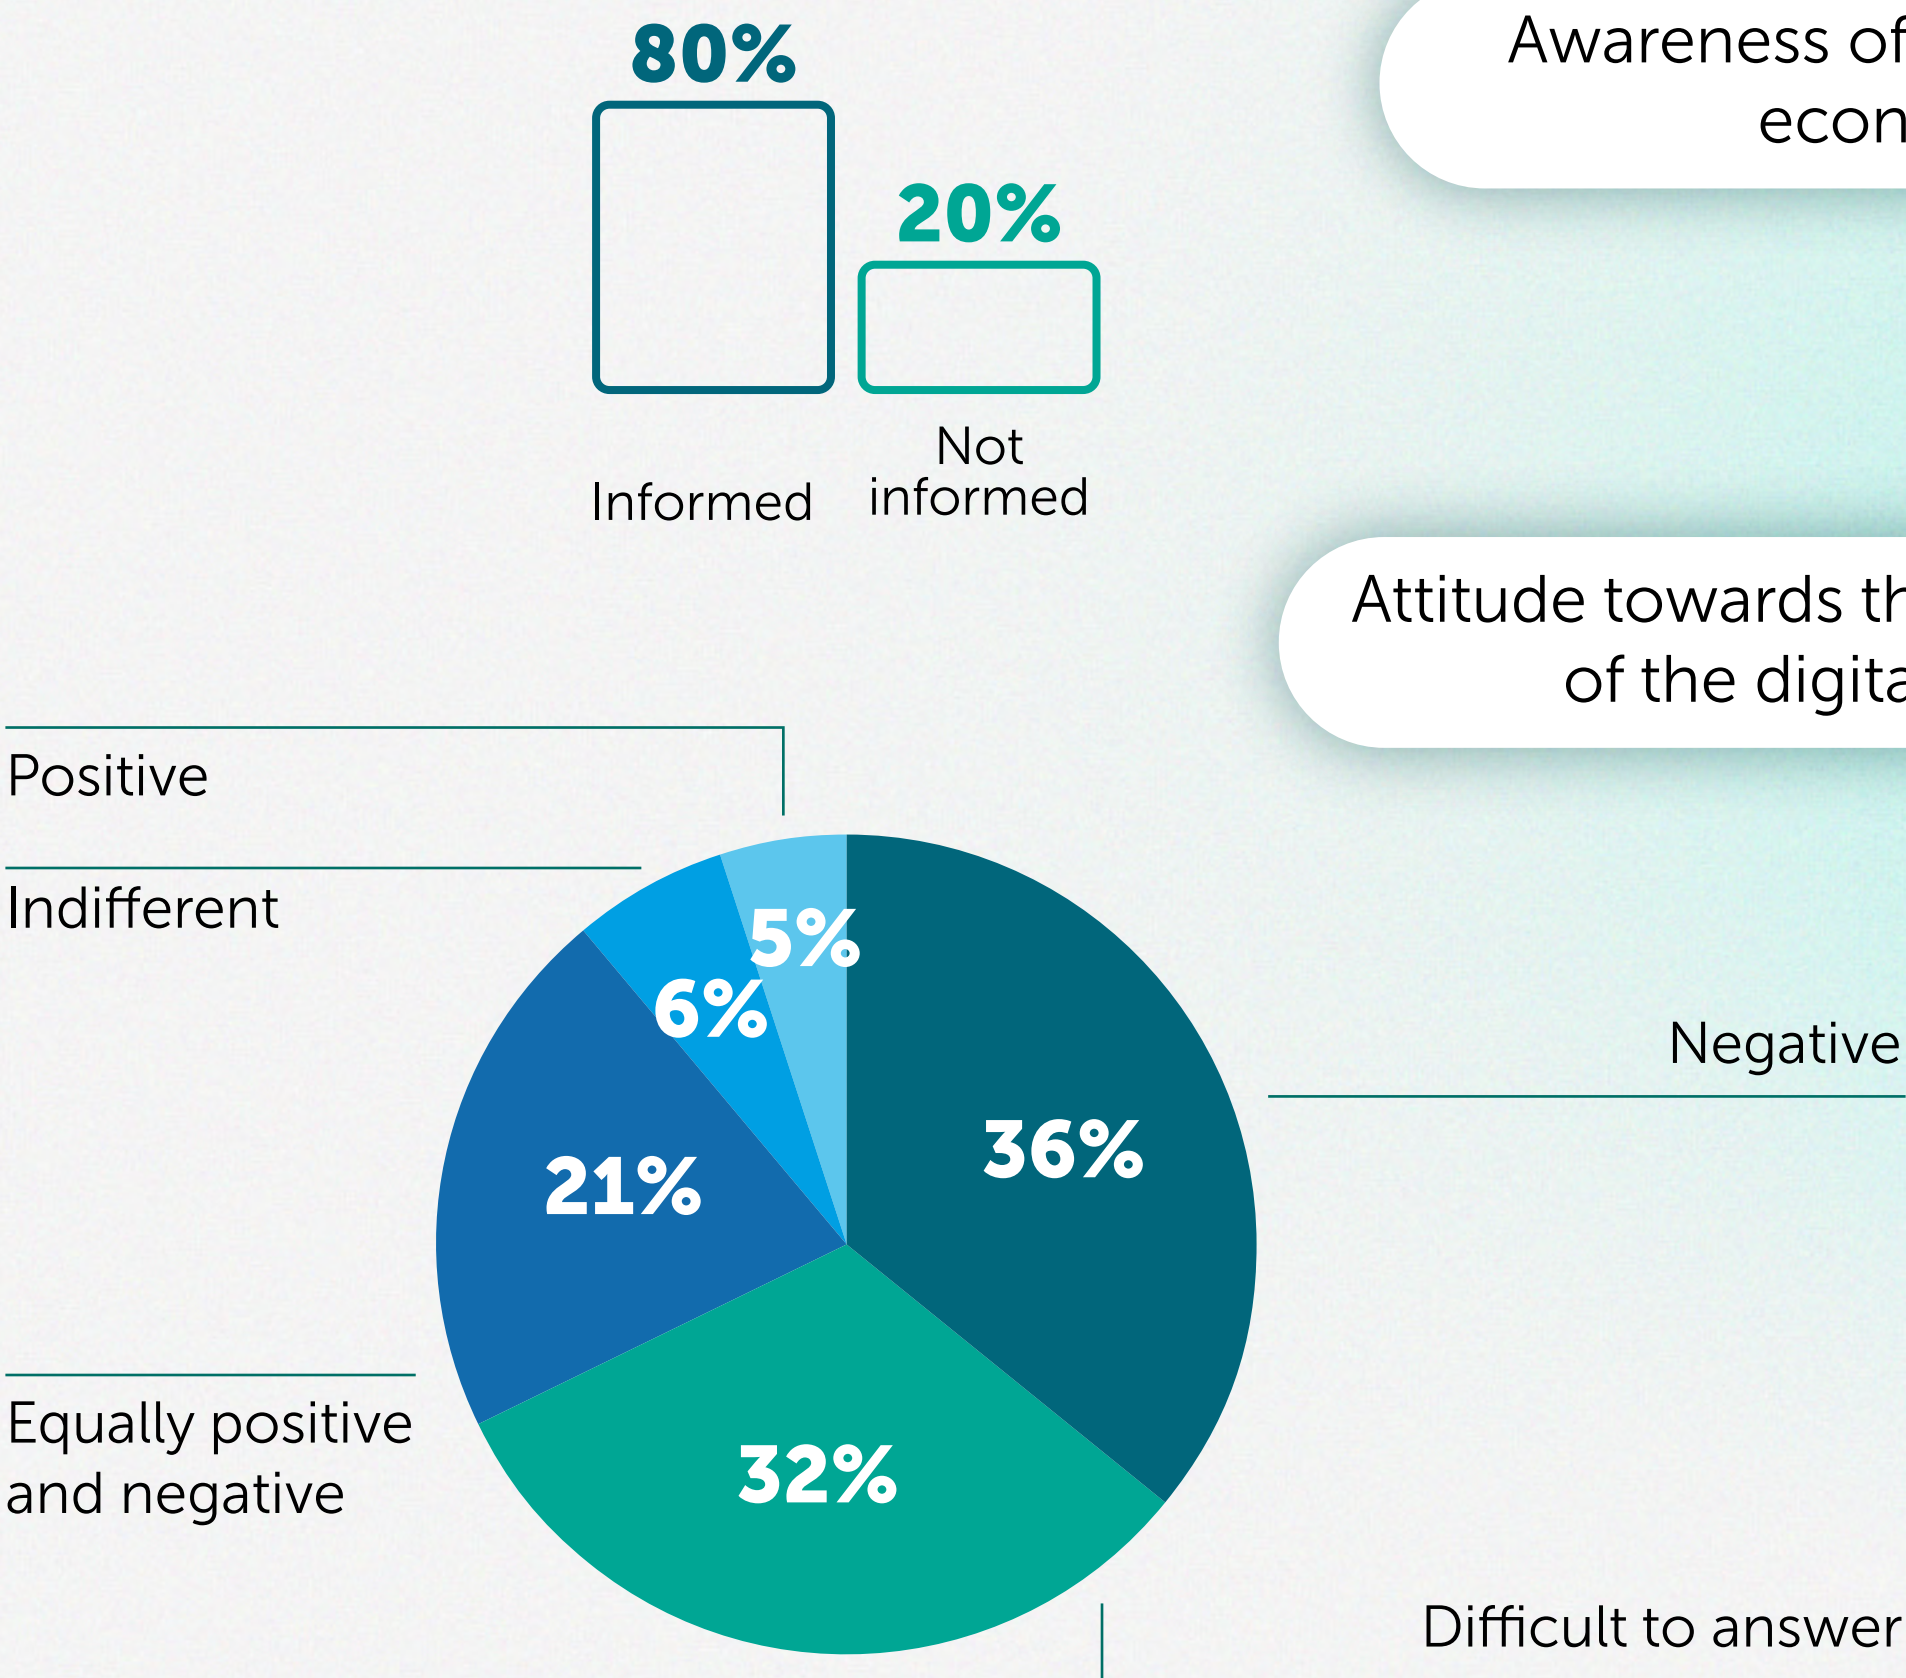 80%
20%
Informed
Not
informed
Awareness of
econ
Attitude towards th
of the digita
Positive
Indifferent
5%
6%
36%
21%
32%
Negative
Equally positive
and negative
Difficult to answer